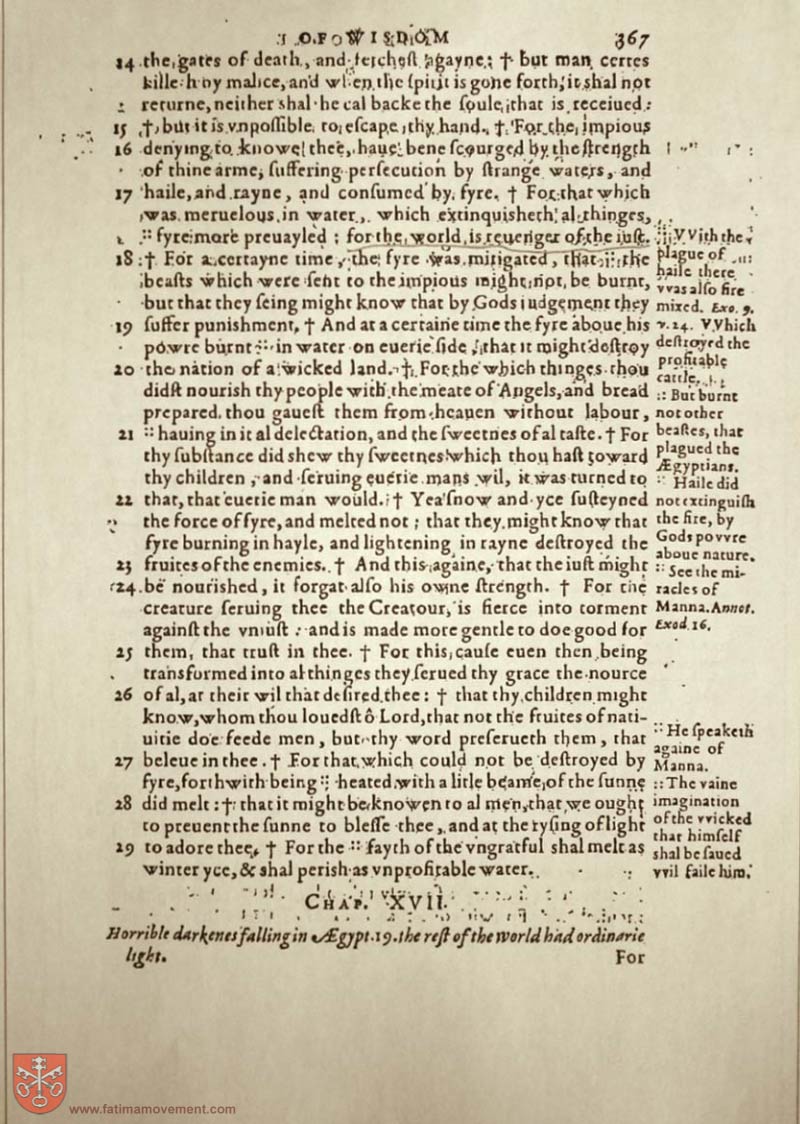 OF WISDOM 367
14 the gates of death, and fetchest agayne: † but man certes
killeth by malice, and when the spirit is gone forth, it shal not
returne, neither shal he cal backe the soule that is receiued:
15 † but it is vnpossible to escape thy hand. † For the impious
16 denying to know thee, haue bene scourged by the strength
of thine arme, suffering persecution by strange waters, and
17 haile, and rayne, and consumed by fyre. † For that which
was meruelous in water, which extinguisheth al thinges,
:: fyre more preuayled: for the world is reuenger of the iust.
18 † For a certayne time, the fyre was mitigated, that the
beasts which were sent to the impious might not be burnt,
but that they seing might know that by Gods iudgement they
19 suffer punishment. † And at a certaine time the fyre aboue his
powre burnt :: in water on euerie side, that it might destroy
20 the nation of a wicked land. † For the which thinges thou
didst nourish thy people with the meate of Angels, and bread
prepared thou gauest them from heauen without labour,
21 :: hauing in it al delectation, and the sweetnes of al taste. † For
thy substance did shew thy sweetnes which thou hast toward
thy children, and seruing euerie mans wil, it was turned to
22 that, that euerie man would. † Yea snow and yce susteyned
the force of fyre, and melted not: that they might know that
fyre burning in hayle, and lightening in rayne destroyed the
23 fruites of the enemies. † And this againe, that the iust might
24 be nourished, it forgat also his owne strength. † For the
creature seruing thee the Creatour, is fierce into torment
against the vniust: and is made more gentle to doe good for
25 them, that trust in thee. † For this cause euen then being
transformed into al thinges they serued thy grace the nource
26 of al, at their wil that desired thee: † that thy children might
know, whom thou louedst ô Lord, that not the fruites of nati-
uitie doe feede men, but thy word preserueth them, that
27 beleue in thee. † For that which could not be destroyed by
fyre, forthwith being :: heated with a litle beame of the sunne
28 did melt: † that it might be knowen to al men, that we ought
to preuent the sunne to blesse thee, and at the rysing of light
29 to adore thee. † For the :: fayth of the vngratful shal melt as
winter yce, & shal perish as vnprofitable water.
:: VVith the
plague of
haile there
vvas also fire
mixed. Exo. 9.
v. 24. VVhich
destroyed the
profitable
cattle,
:: But burnt
not other
beastes, that
plagued the
Ægyptians.
:: Haile did
not extinguish
the fire, by
Gods povvre
aboue nature.
:: See the mi-
racles of
Manna. Annot.
Exod. 16.
:: He speaketh
againe of
Manna.
:: The vaine
imagination
of the vvicked
that himself
shal be saued
vvil faile him.
CHAP. XVII.
Horrible darkenes falling in Ægypt. 19. the rest of the world had ordinarie
light.
For
www.fatimamovement.com